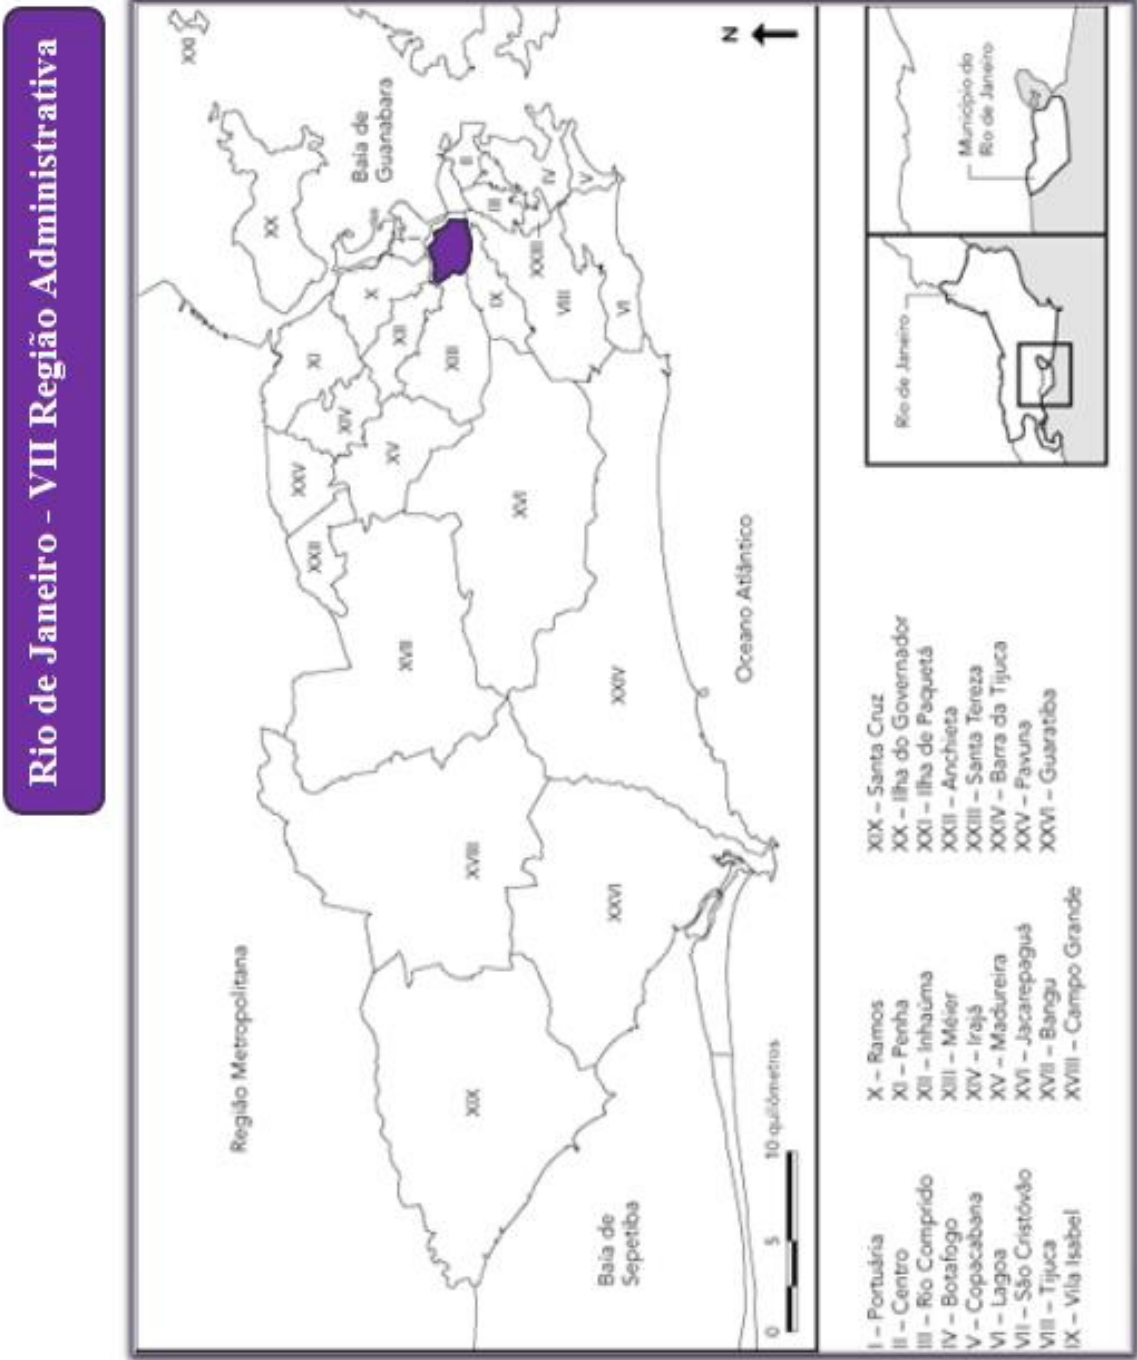 Rio de Janeiro - VII Região Administrativa
XXI
XX
Baía de
Guanabara
Região Metropolitana
I
II
III
IV
V
VI
VIII
IX
X
XI
XII
XIII
XIV
XV
XVI
XVII
XVIII
XIX
XXII
XXIII
XXIV
XXV
XXVI
N
Baía de
Sepetiba
Oceano Atlântico
0 5 10 quilómetros
I – Portuária
II – Centro
III – Rio Comprido
IV – Botafogo
V – Copacabana
VI – Lagoa
VII – São Cristóvão
VIII – Tijuca
IX – Vila Isabel
X – Ramos
XI – Penha
XII – Inhaúma
XIII – Méier
XIV – Irajá
XV – Madureira
XVI – Jacarepaguá
XVII – Bangu
XVIII – Campo Grande
XIX – Santa Cruz
XX – Ilha do Governador
XXI – Ilha de Paquetá
XXII – Anchieta
XXIII – Santa Tereza
XXIV – Barra da Tijuca
XXV – Pavuna
XXVI – Guaratiba
Rio de Janeiro
Município do
Rio de Janeiro